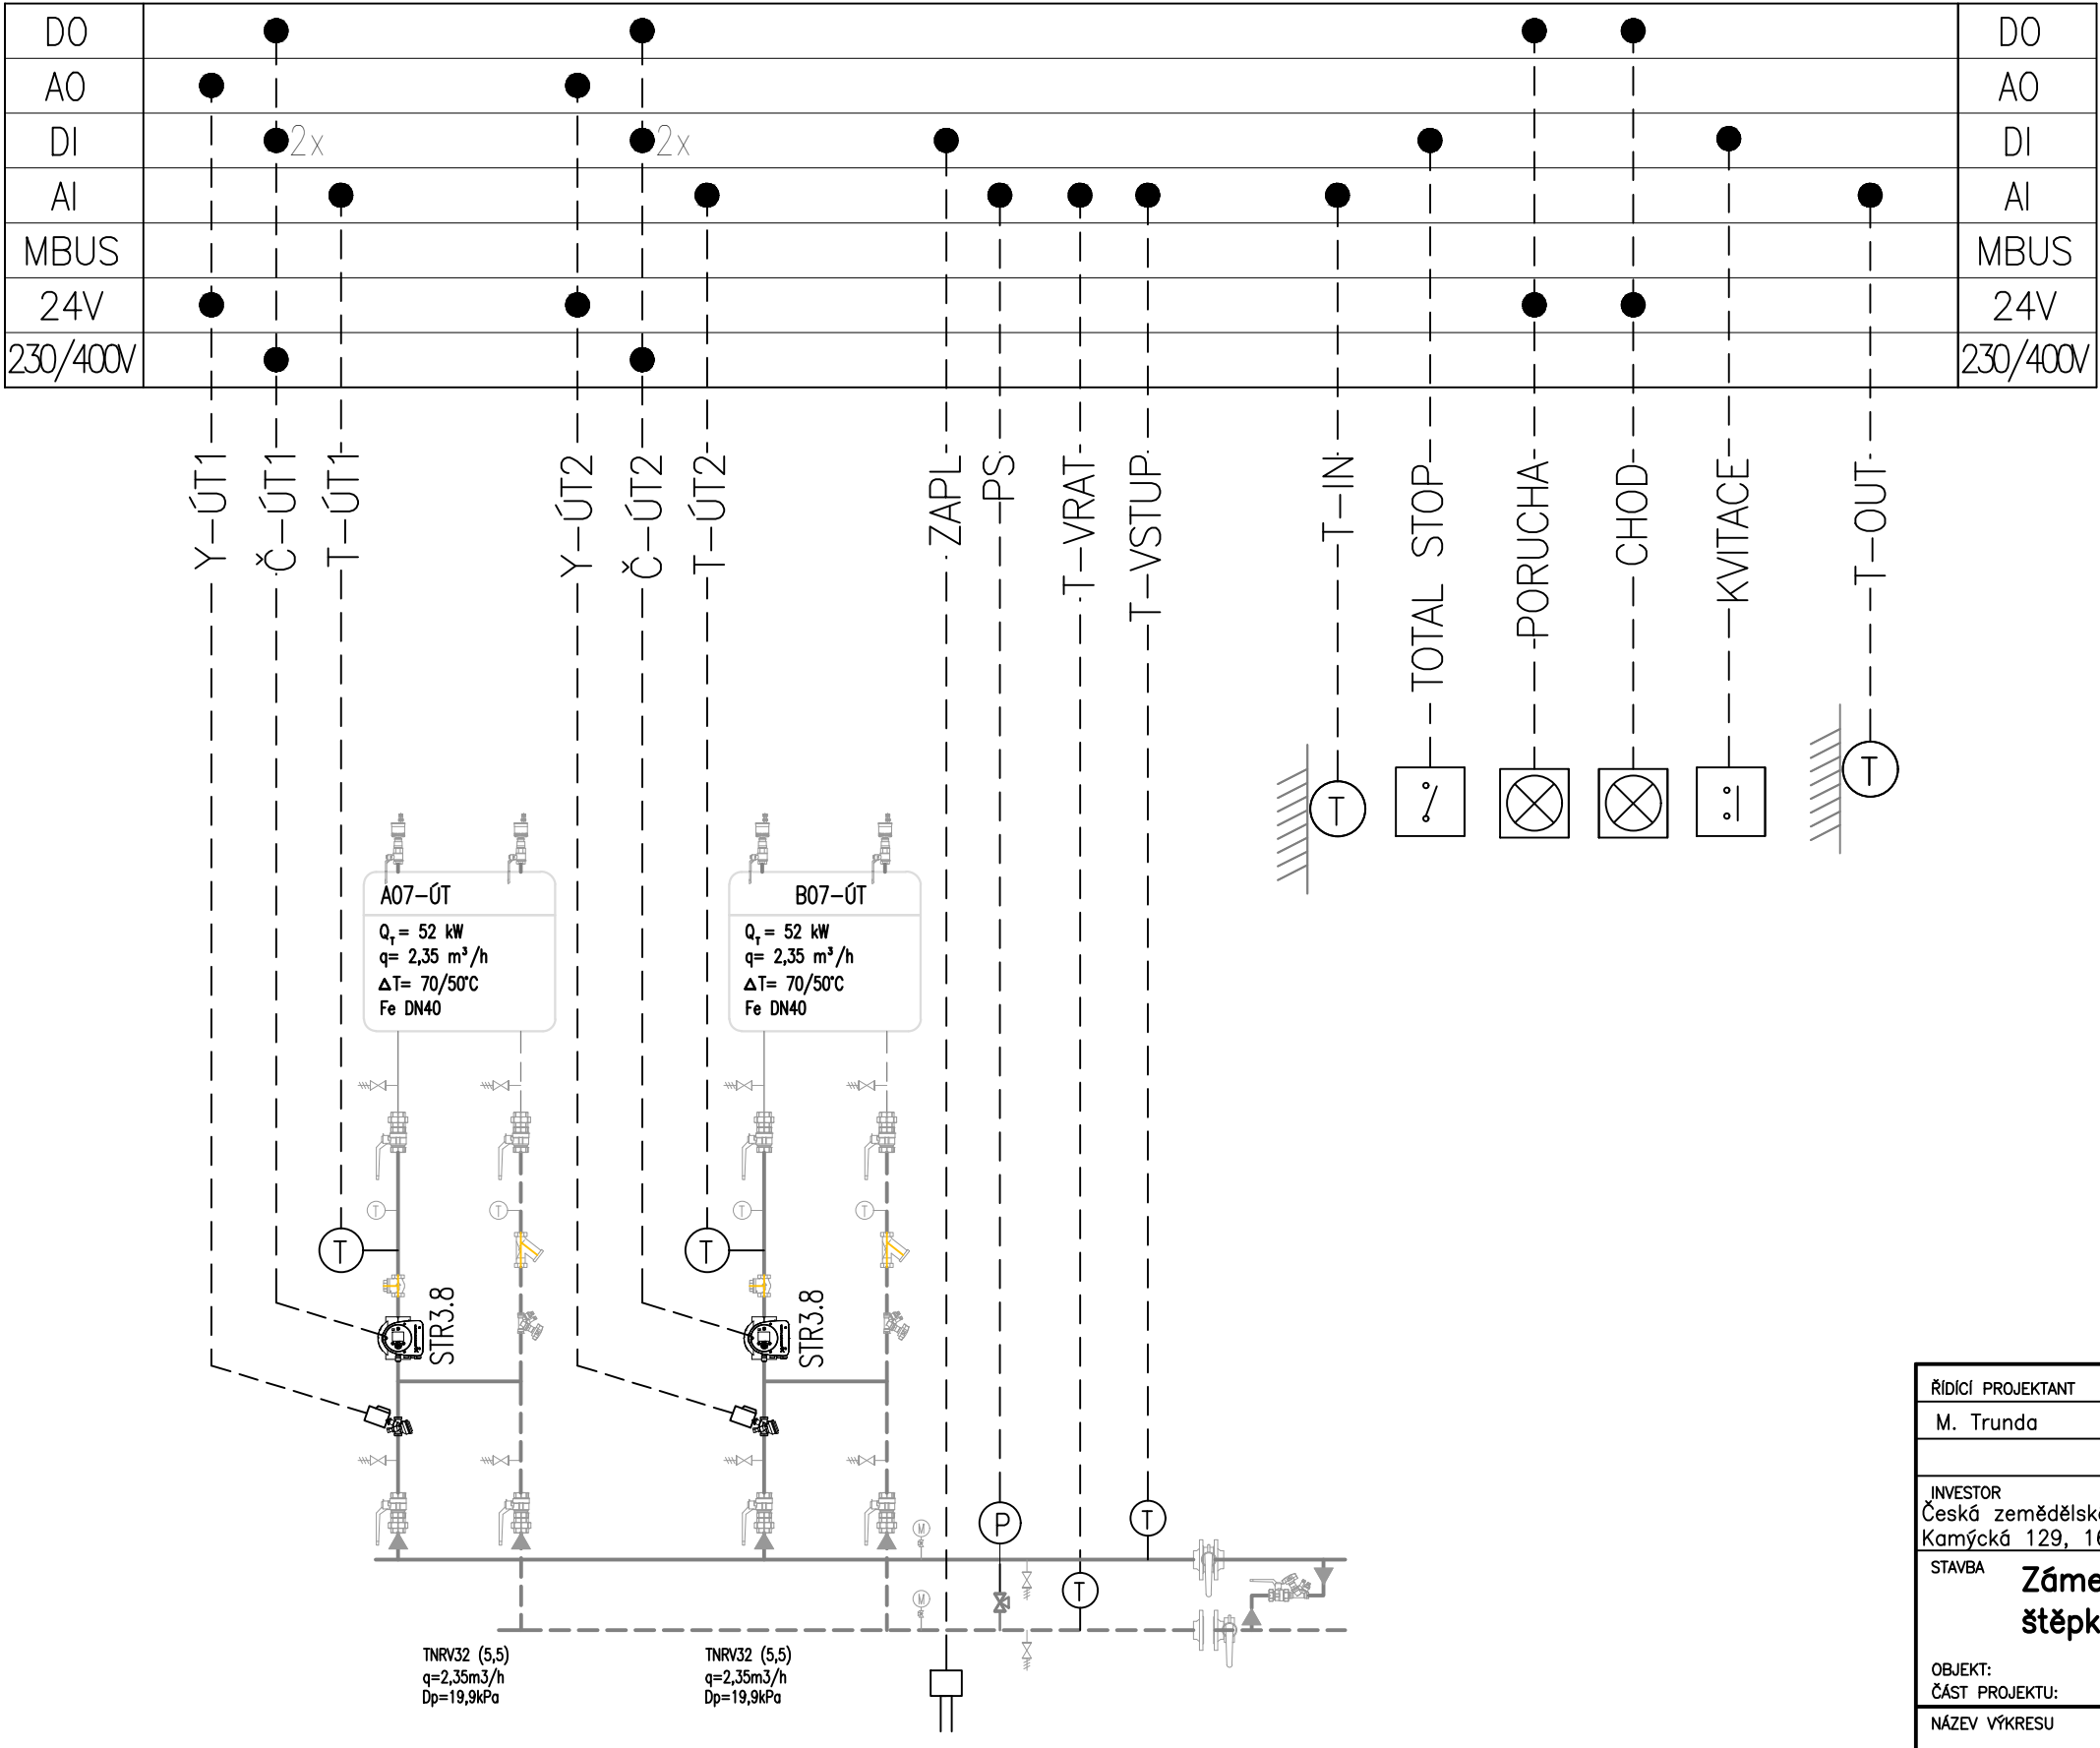 DO DO
AO AO
DI 2x 2x DI
AI AI
MBUS MBUS
24V 24V
230/400V 230/400V
Y-ÚT1
Č-ÚT1
T-ÚT1
Y-ÚT2
Č-ÚT2
T-ÚT2
ZAPL
PS
T-VRAT
T-VSTUP
T-IN
TOTAL STOP
PORUCHA
CHOD
KVITACE
T-OUT
T
T
A07-ÚT
Q_T= 52 kW
q= 2,35 m³/h
ΔT= 70/50°C
Fe DN40
B07-ÚT
Q_T= 52 kW
q= 2,35 m³/h
ΔT= 70/50°C
Fe DN40
T T T T
T T
STR3.8
STR3.8
P
T
M
T
M
TNRV32 (5,5)
q=2,35m3/h
Dp=19,9kPa
TNRV32 (5,5)
q=2,35m3/h
Dp=19,9kPa
ŘÍDÍCÍ PROJEKTANT
M. Trunda
INVESTOR
Česká zemědělsk
Kamýcká 129, 16
STAVBA
Záme
štěpk
OBJEKT:
ČÁST PROJEKTU:
NÁZEV VÝKRESU